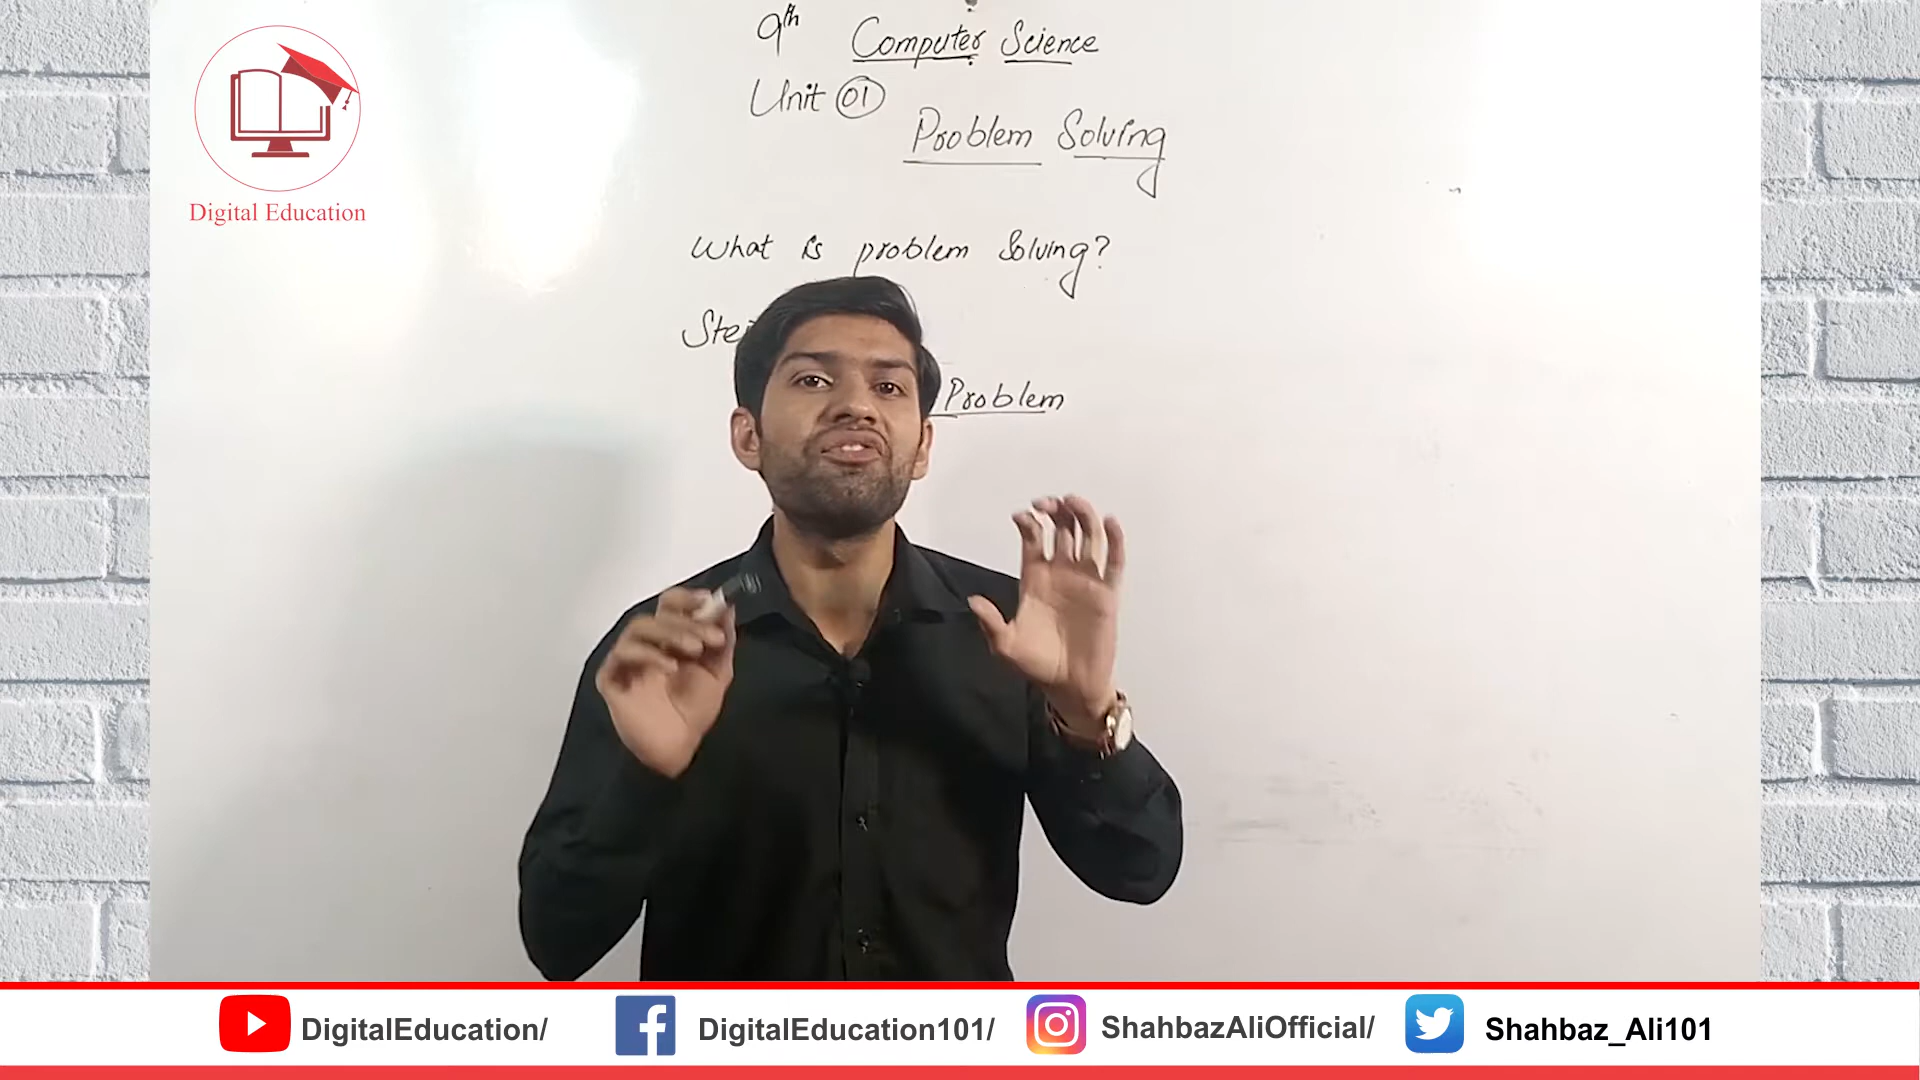 9th Computer Science
Unit 01
Problem Solving
What is problem Solving?
Problem
Digital Education
DigitalEducation/
DigitalEducation101/
ShahbazAliOfficial/
Shahbaz_Ali101